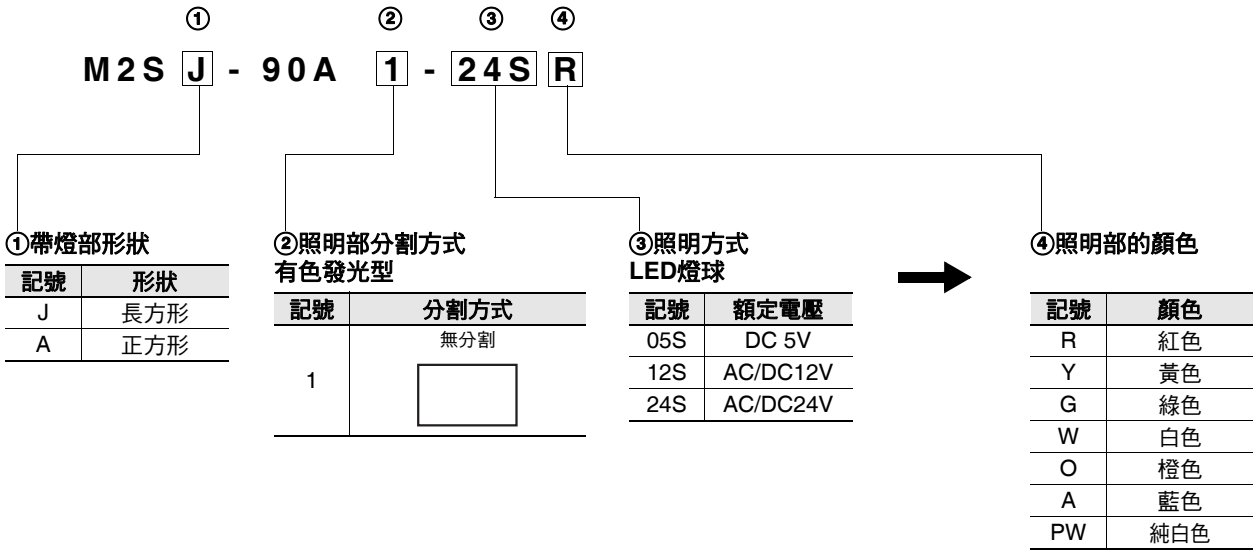 ① ② ③ ④
M2S J - 90A 1 - 24S R
①帶燈部形狀
記號 形狀
J 長方形
A 正方形
②照明部分割方式
有色發光型
記號 分割方式
1 無分割
③照明方式
LED燈球
記號 額定電壓
05S DC 5V
12S AC/DC12V
24S AC/DC24V
④照明部的顏色
記號 顏色
R 紅色
Y 黃色
G 綠色
W 白色
O 橙色
A 藍色
PW 純白色